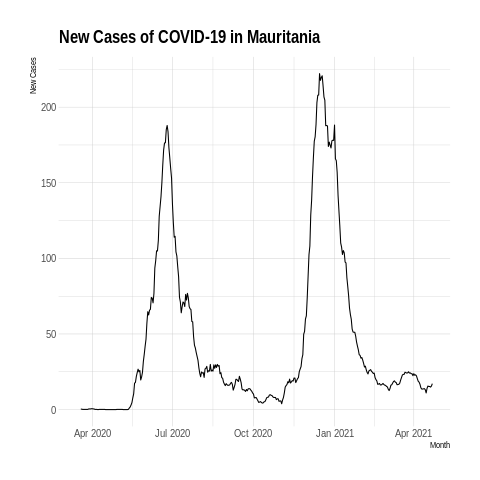 New Cases of COVID-19 in Mauritania
New Cases
200
150
100
50
0
Apr 2020 Jul 2020 Oct 2020 Jan 2021 Apr 2021
Month